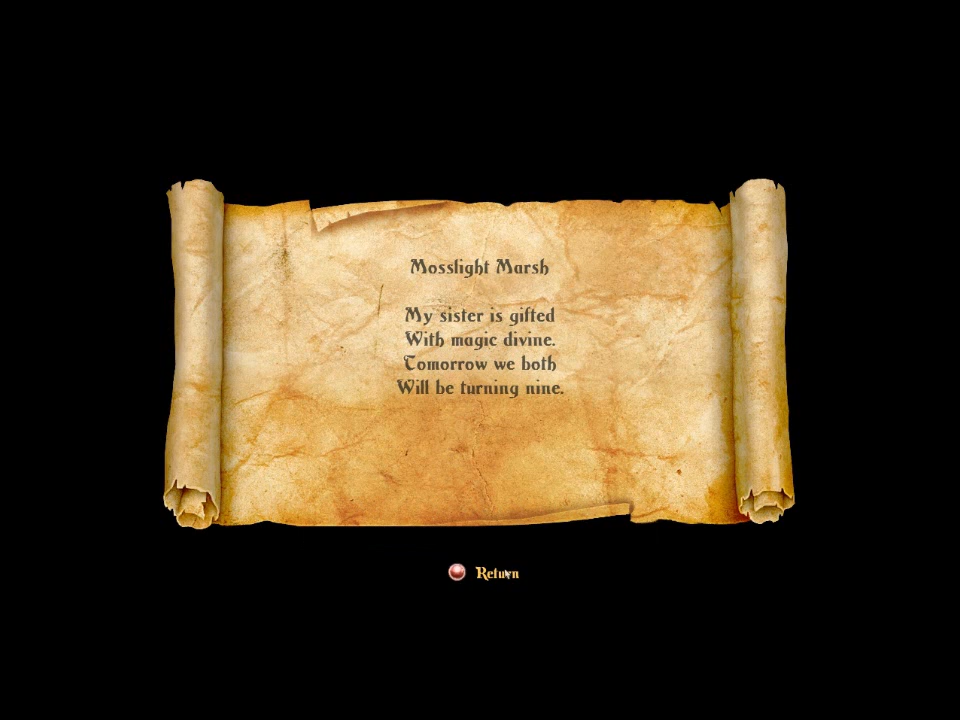 Mosslight Marsh
My sister is gifted
With magic divine.
Tomorrow we both
Will be turning nine.
Return